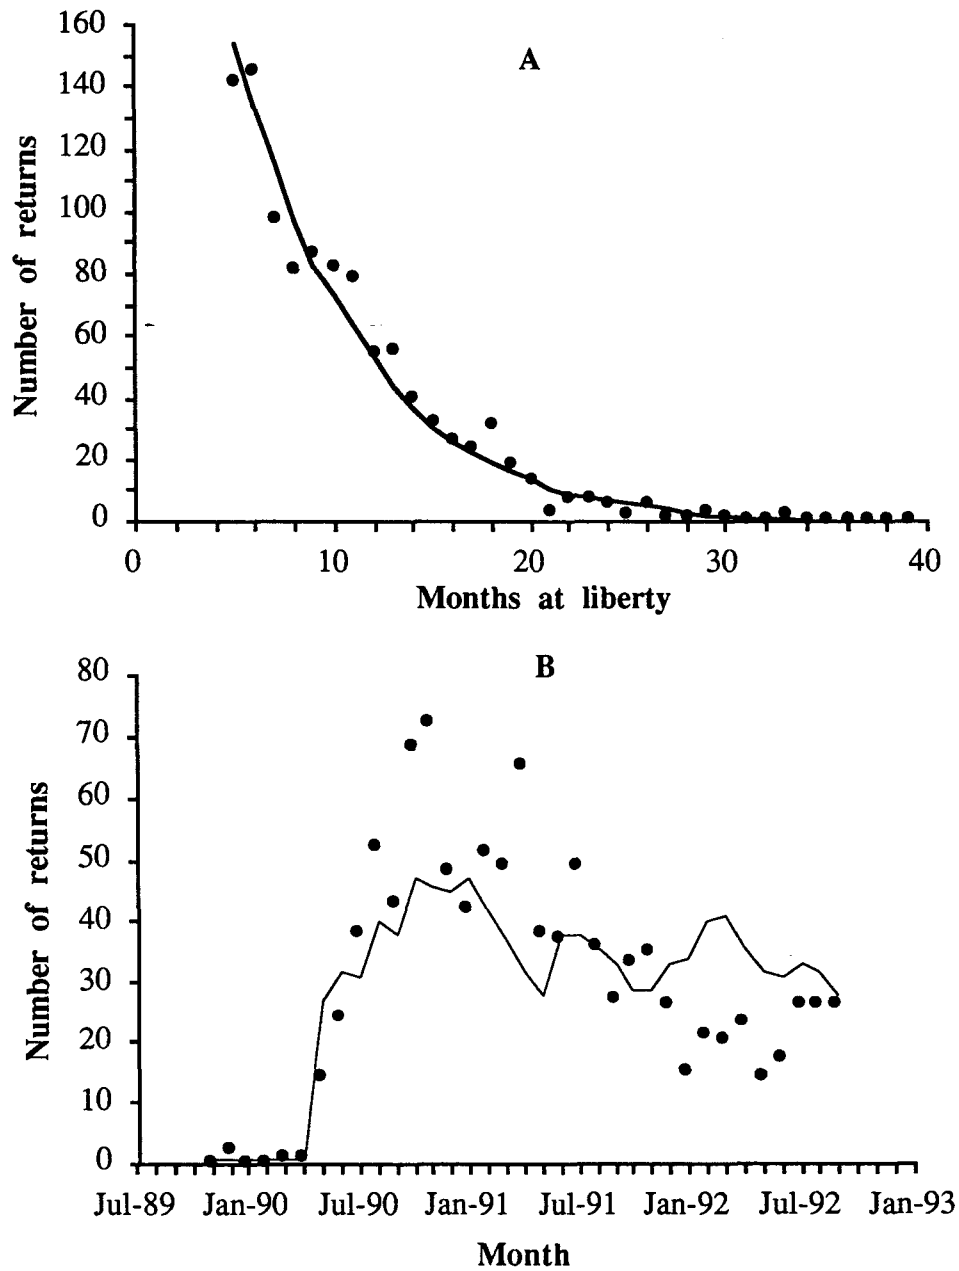 A
Number of returns
160
140
120
100
80
60
40
20
0
0 10 20 30 40
Months at liberty
B
Number of returns
80
70
60
50
40
30
20
10
0
Jul-89 Jan-90 Jul-90 Jan-91 Jul-91 Jan-92 Jul-92 Jan-93
Month